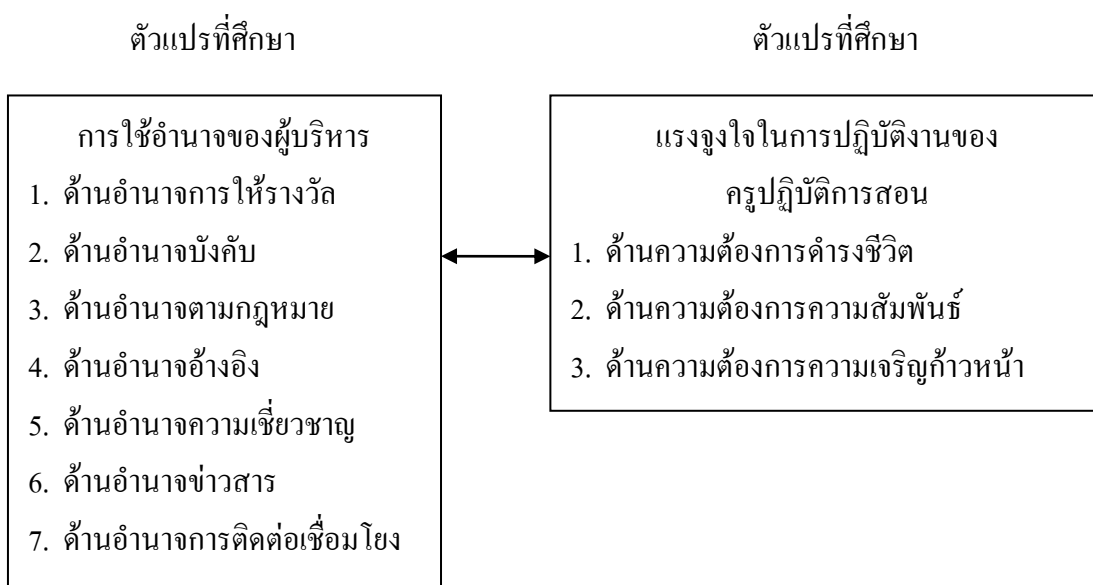 ตัวแปรที่ศึกษา
การใช้อำนาจของผู้บริหาร
1. ด้านอำนาจการให้รางวัล
2. ด้านอำนาจบังคับ
3. ด้านอำนาจตามกฎหมาย
4. ด้านอำนาจอ้างอิง
5. ด้านอำนาจความเชี่ยวชาญ
6. ด้านอำนาจข่าวสาร
7. ด้านอำนาจการติดต่อเชื่อมโยง
ตัวแปรที่ศึกษา
แรงจูงใจในการปฏิบัติงานของ
ครูปฏิบัติการสอน
1. ด้านความต้องการดำรงชีวิต
2. ด้านความต้องการความสัมพันธ์
3. ด้านความต้องการความเจริญก้าวหน้า